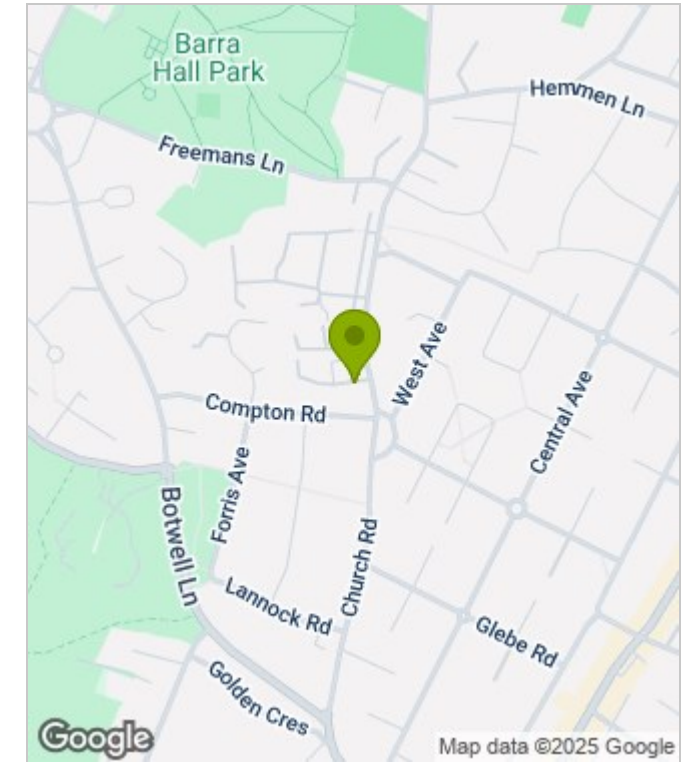 Barra
Hall Park
Hemmen Ln
Freemans Ln
West Ave
Compton Rd
Central Ave
Forris Ave
Botwell Ln
Church Rd
Lannock Rd
Glebe Rd
Golden Cres
Google
Map data ©2025 Google